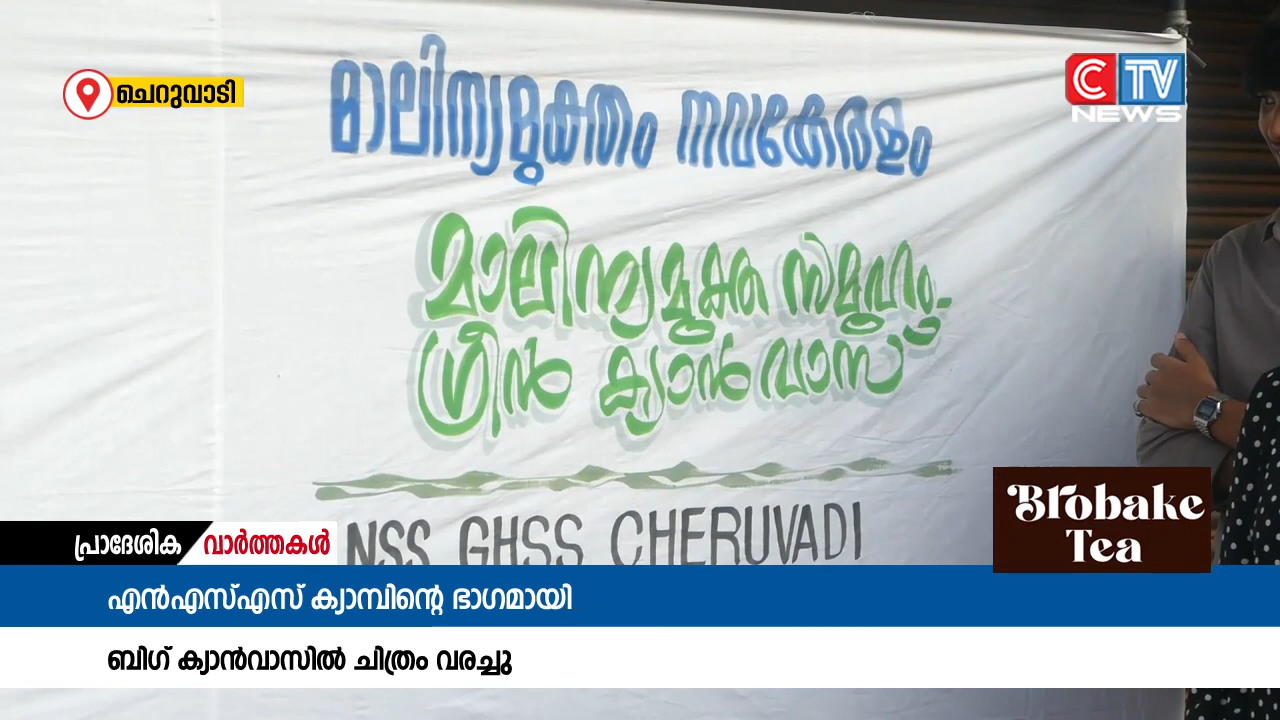 ചെറുവാടി
CTV
NEWS
മാലിന്യമുക്തം നവകേരളം
മാലിന്യമുക്ത സമൂഹം
ഗ്രീൻ ക്യാൻവാസ്
NSS GHSS CHERUVADI
Brobake
Tea
പ്രാദേശിക വാർത്തകൾ
എൻഎസ്എസ് ക്യാമ്പിന്റെ ഭാഗമായി
ബിഗ് ക്യാൻവാസിൽ ചിത്രം വരച്ചു